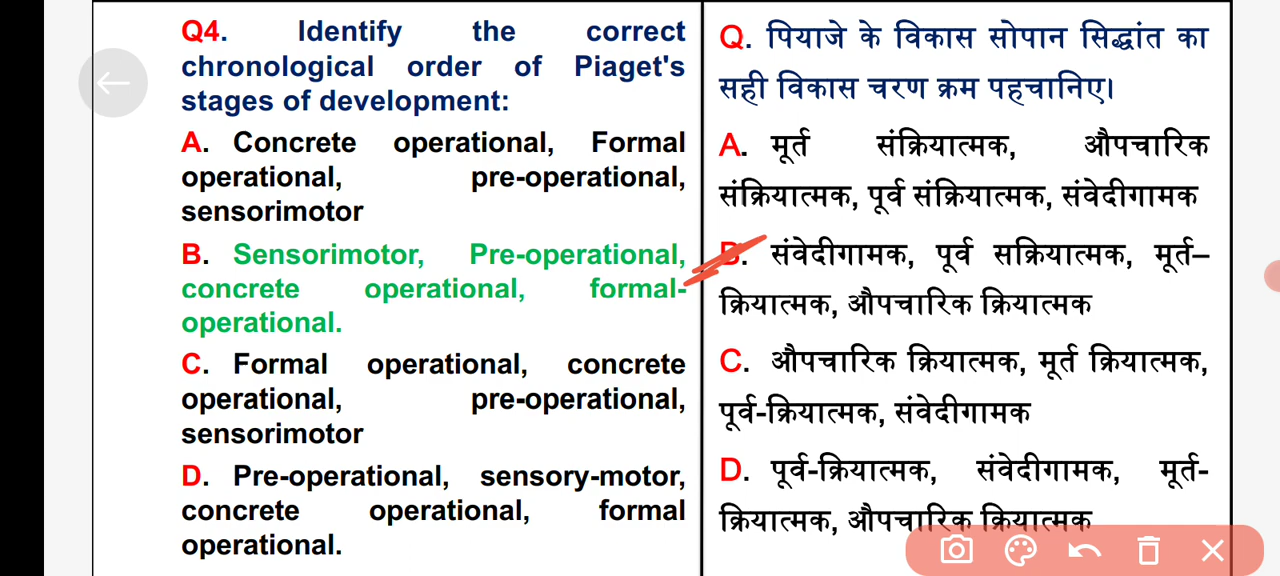 Q4. Identify the correct
chronological order of Piaget's
stages of development:
A. Concrete operational, Formal
operational, pre-operational,
sensorimotor
B. Sensorimotor, Pre-operational,
concrete operational, formal-
operational.
C. Formal operational, concrete
operational, pre-operational,
sensorimotor
D. Pre-operational, sensory-motor,
concrete operational, formal
operational.
Q. पियाजे के विकास सोपान सिद्धांत का
सही विकास चरण क्रम पहचानिए।
A. मूर्त संक्रियात्मक, औपचारिक
संक्रियात्मक, पूर्व संक्रियात्मक, संवेदीगामक
B. संवेदीगामक, पूर्व सक्रियात्मक, मूर्त–
क्रियात्मक, औपचारिक क्रियात्मक
C. औपचारिक क्रियात्मक, मूर्त क्रियात्मक,
पूर्व-क्रियात्मक, संवेदीगामक
D. पूर्व-क्रियात्मक, संवेदीगामक, मूर्त-
क्रियात्मक, औपचारिक क्रियात्मक